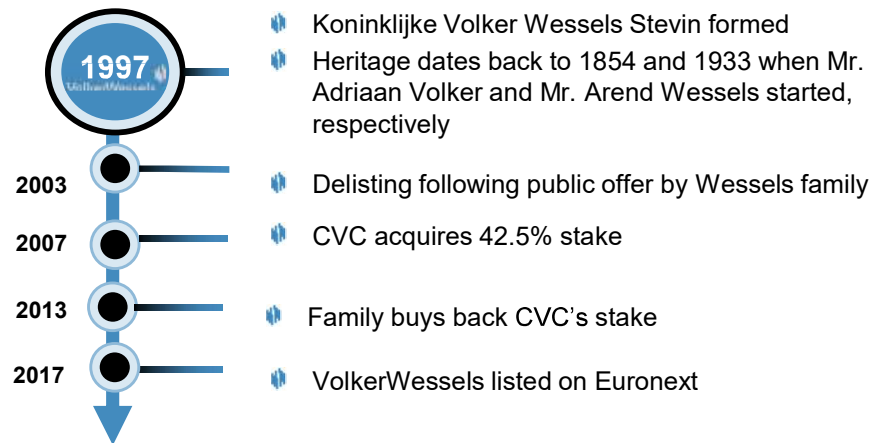 1997
VolkerWessels
Koninklijke Volker Wessels Stevin formed
Heritage dates back to 1854 and 1933 when Mr.
Adriaan Volker and Mr. Arend Wessels started,
respectively
2003
Delisting following public offer by Wessels family
2007
CVC acquires 42.5% stake
2013
Family buys back CVC’s stake
2017
VolkerWessels listed on Euronext